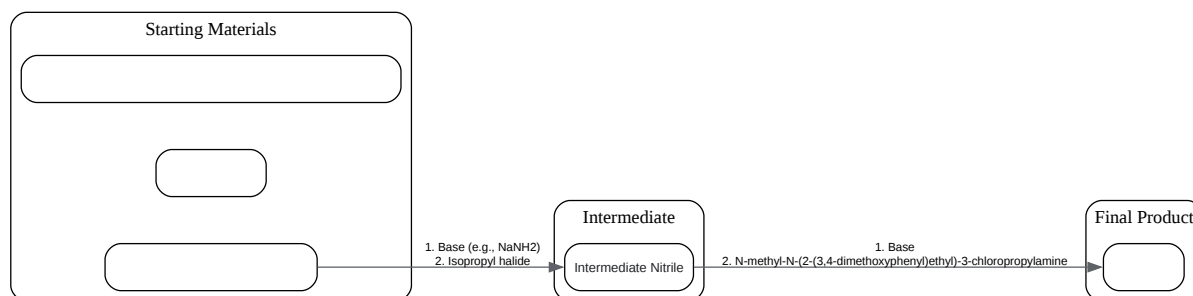 Starting Materials
1. Base (e.g., NaNH2)
2. Isopropyl halide
Intermediate
Intermediate Nitrile
1. Base
2. N-methyl-N-(2-(3,4-dimethoxyphenyl)ethyl)-3-chloropropylamine
Final Product